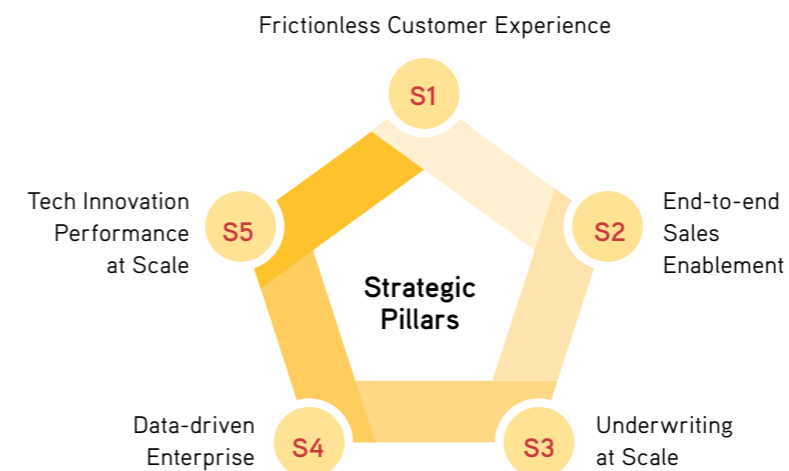 Frictionless Customer Experience
S1
Tech Innovation
Performance
at Scale
S5
S2
End-to-end
Sales
Enablement
Strategic
Pillars
Data-driven
Enterprise
S4
S3
Underwriting
at Scale